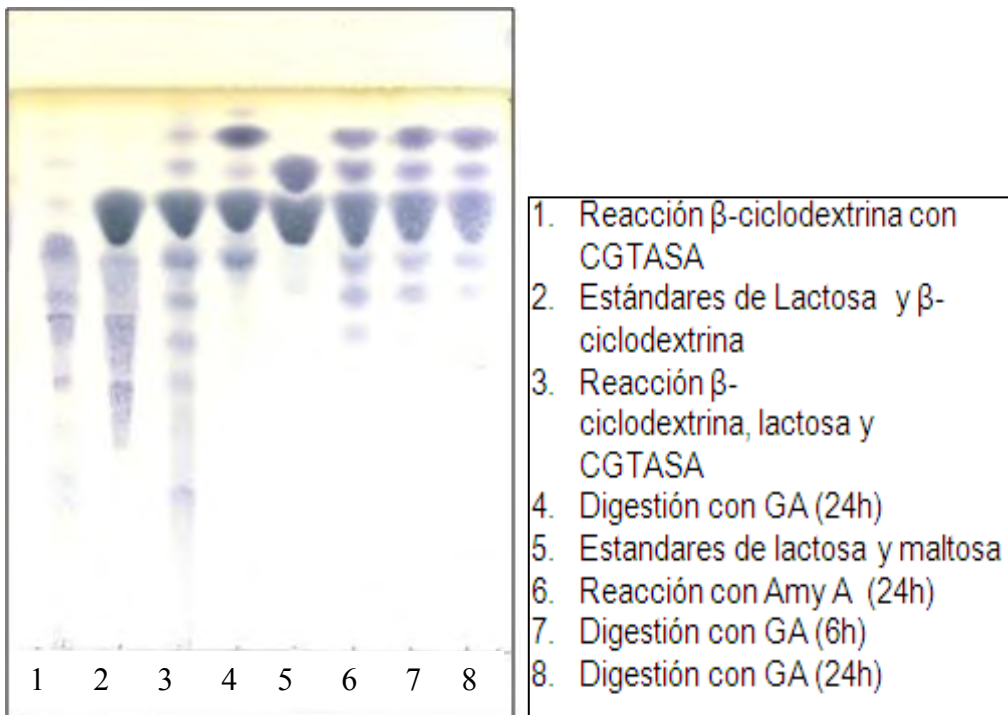 1 2 3 4 5 6 7 8
1. Reacción β-ciclodextrina con
CGTASA
2. Estándares de Lactosa y β-
ciclodextrina
3. Reacción β-
ciclodextrina, lactosa y
CGTASA
4. Digestión con GA (24h)
5. Estandares de lactosa y maltosa
6. Reacción con Amy A (24h)
7. Digestión con GA (6h)
8. Digestión con GA (24h)